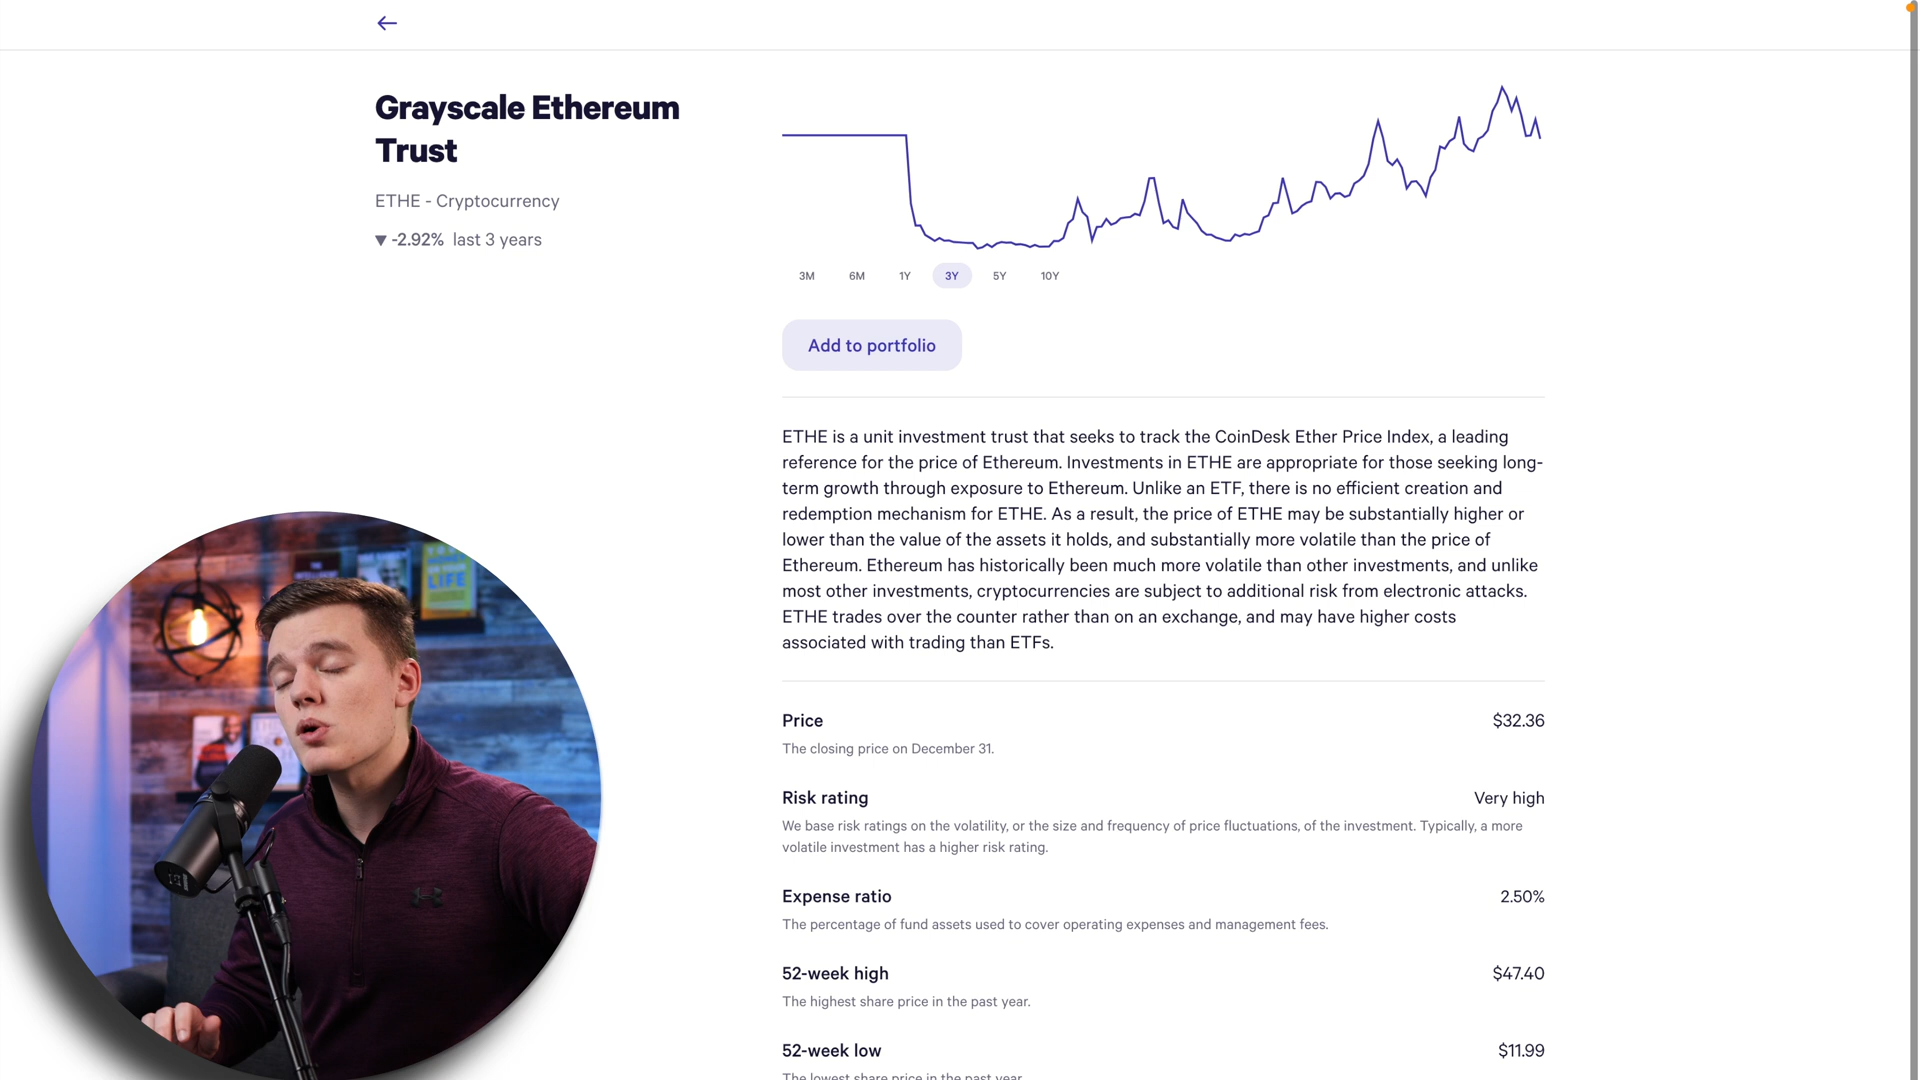 Grayscale Ethereum
Trust
ETHE - Cryptocurrency
▼ -2.92% last 3 years
3M 6M 1Y 3Y 5Y 10Y
Add to portfolio
ETHE is a unit investment trust that seeks to track the CoinDesk Ether Price Index, a leading
reference for the price of Ethereum. Investments in ETHE are appropriate for those seeking long-
term growth through exposure to Ethereum. Unlike an ETF, there is no efficient creation and
redemption mechanism for ETHE. As a result, the price of ETHE may be substantially higher or
lower than the value of the assets it holds, and substantially more volatile than the price of
Ethereum. Ethereum has historically been much more volatile than other investments, and unlike
most other investments, cryptocurrencies are subject to additional risk from electronic attacks.
ETHE trades over the counter rather than on an exchange, and may have higher costs
associated with trading than ETFs.
Price $32.36
The closing price on December 31.
Risk rating Very high
We base risk ratings on the volatility, or the size and frequency of price fluctuations, of the investment. Typically, a more
volatile investment has a higher risk rating.
Expense ratio 2.50%
The percentage of fund assets used to cover operating expenses and management fees.
52-week high $47.40
The highest share price in the past year.
52-week low $11.99
The lowest share price in the past year.
LIFE